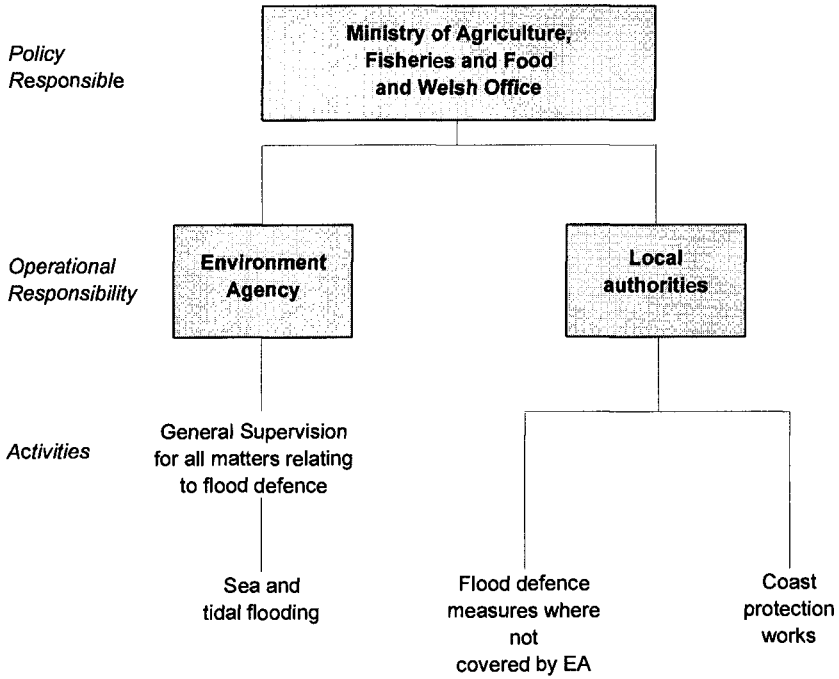 Policy
Responsible
Ministry of Agriculture,
Fisheries and Food
and Welsh Office
Operational
Responsibility
Environment
Agency
Local
authorities
Activities
General Supervision
for all matters relating
to flood defence
Sea and
tidal flooding
Flood defence
measures where
not
covered by EA
Coast
protection
works